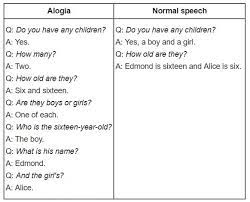 Alogia
Q: Do you have any children?
A: Yes.
Q: How many?
A: Two.
Q: How old are they?
A: Six and sixteen.
Q: Are they boys or girls?
A: One of each.
Q: Who is the sixteen-year-old?
A: The boy.
Q: What is his name?
A: Edmond.
Q: And the girl's?
A: Alice.
Normal speech
Q: Do you have any children?
A: Yes, a boy and a girl.
Q: How old are they?
A: Edmond is sixteen and Alice is six.